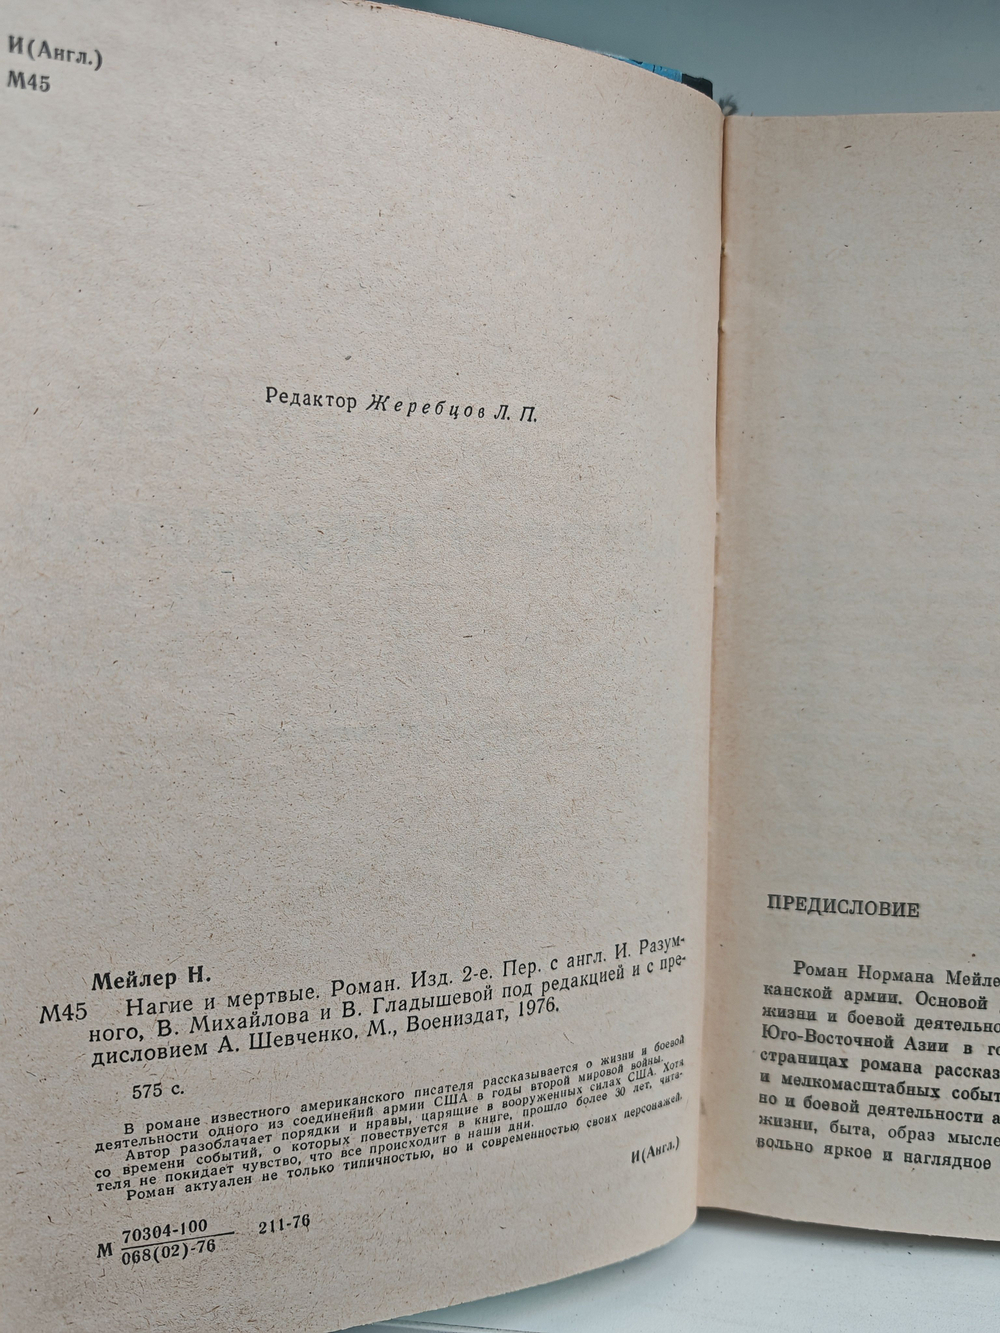 И(Англ.)
М45
Редактор Жеребцов Л. П.
Мейлер Н.
М45 Нагие и мертвые. Роман. Изд. 2-е. Пер. с англ. И. Разум-
ного, В. Михайлова и В. Гладышевой под редакцией и с пре-
дисловием А. Шевченко. М., Воениздат, 1976.
575 с.
В романе известного американского писателя рассказывается о жизни и боевой
деятельности одного из соединений армии США в годы второй мировой войны.
Автор разоблачает порядки и нравы, царящие в вооруженных силах США. Хотя
со времени событий, о которых повествуется в книге, прошло более 30 лет, чита-
теля не покидает чувство, что все происходит в наши дни.
Роман актуален не только типичностью, но и современностью своих персонажей.
И(Англ.)
М 70304-100 211-76
068(02)-76
ПРЕДИСЛОВИЕ
Роман Нормана Мейле
канской армии. Основой
жизни и боевой деятельно
Юго-Восточной Азии в го
страницах романа рассказ
и мелкомасштабных событ
но и боевой деятельности а
жизни, быта, образ мысле
вольно яркое и наглядное